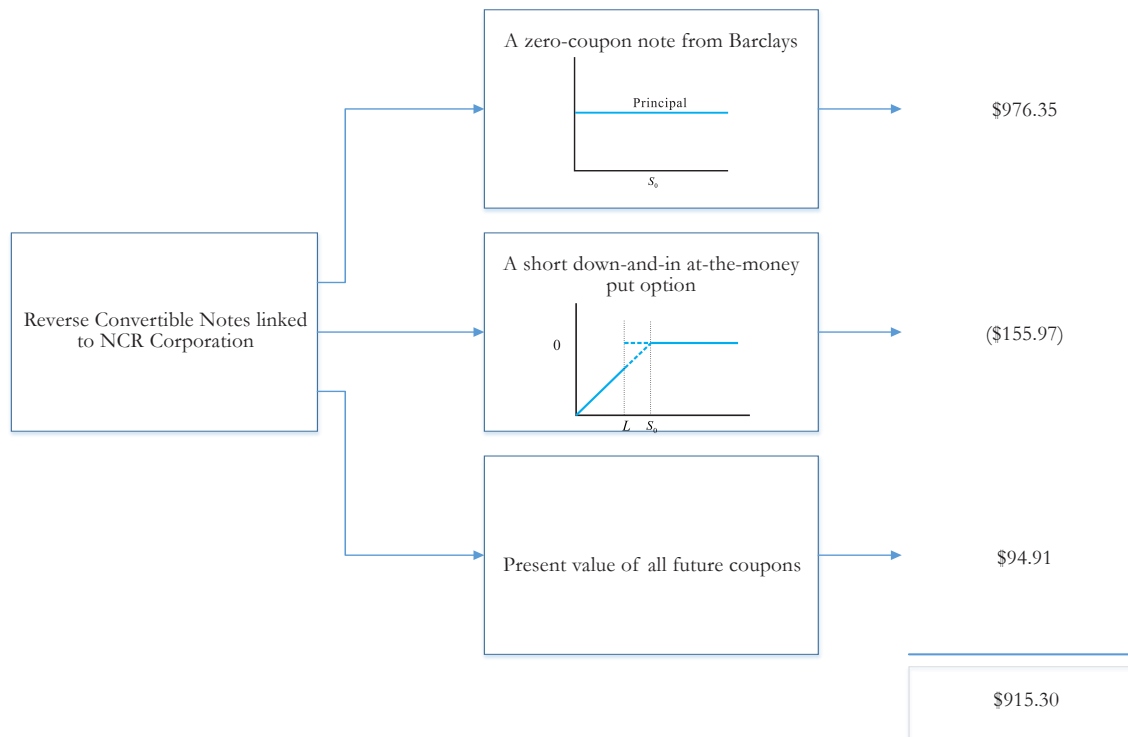 A zero-coupon note from Barclays
Principal
S₀
$976.35
Reverse Convertible Notes linked
to NCR Corporation
A short down-and-in at-the-money
put option
0
L S₀
($155.97)
Present value of all future coupons
$94.91
$915.30